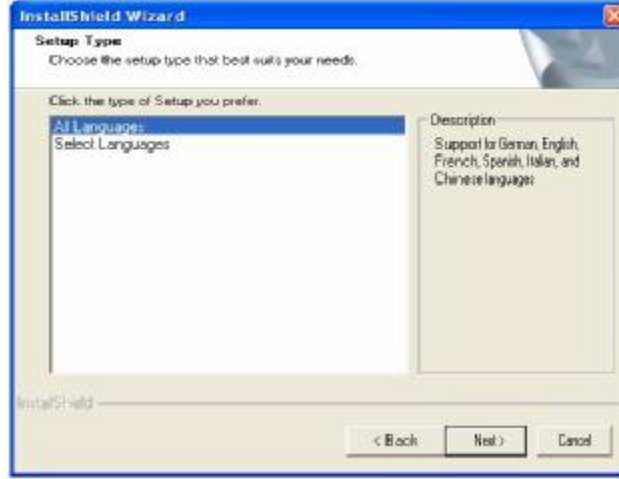 InstallShield Wizard
Setup Type
Choose the setup type that best suits your needs.
Click the type of Setup you prefer.
All Languages
Select Languages
Description
Support for German, English,
French, Spanish, Italian, and
Chinese languages
InstallShield
< Back
Next >
Cancel